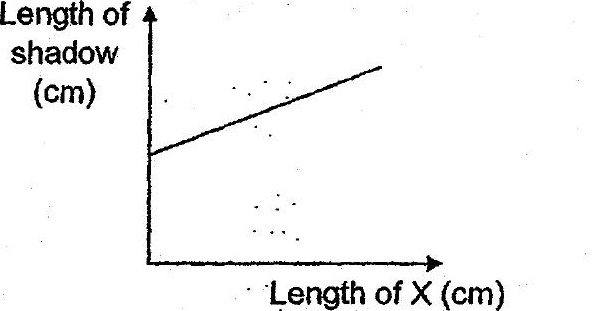 Length of
shadow
(cm)
Length of X (cm)